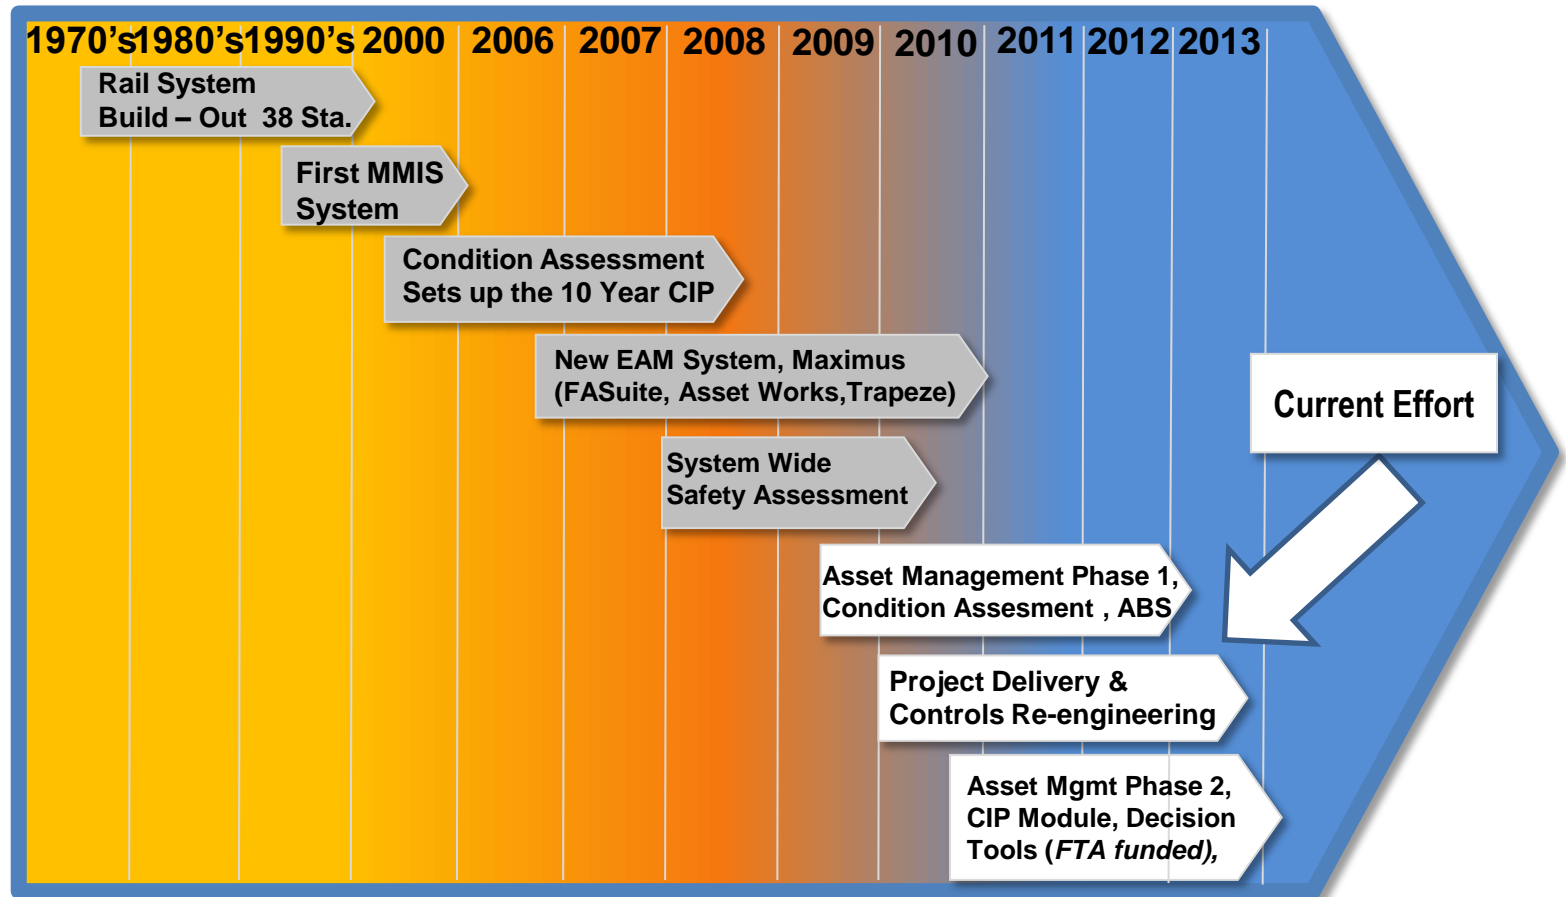 1970's 1980's 1990's 2000 2006 2007 2008 2009 2010 2011 2012 2013
Rail System
Build – Out 38 Sta.
First MMIS
System
Condition Assessment
Sets up the 10 Year CIP
New EAM System, Maximus
(FASuite, Asset Works,Trapeze)
Current Effort
System Wide
Safety Assessment
Asset Management Phase 1,
Condition Assesment , ABS
Project Delivery &
Controls Re-engineering
Asset Mgmt Phase 2,
CIP Module, Decision
Tools (FTA funded),